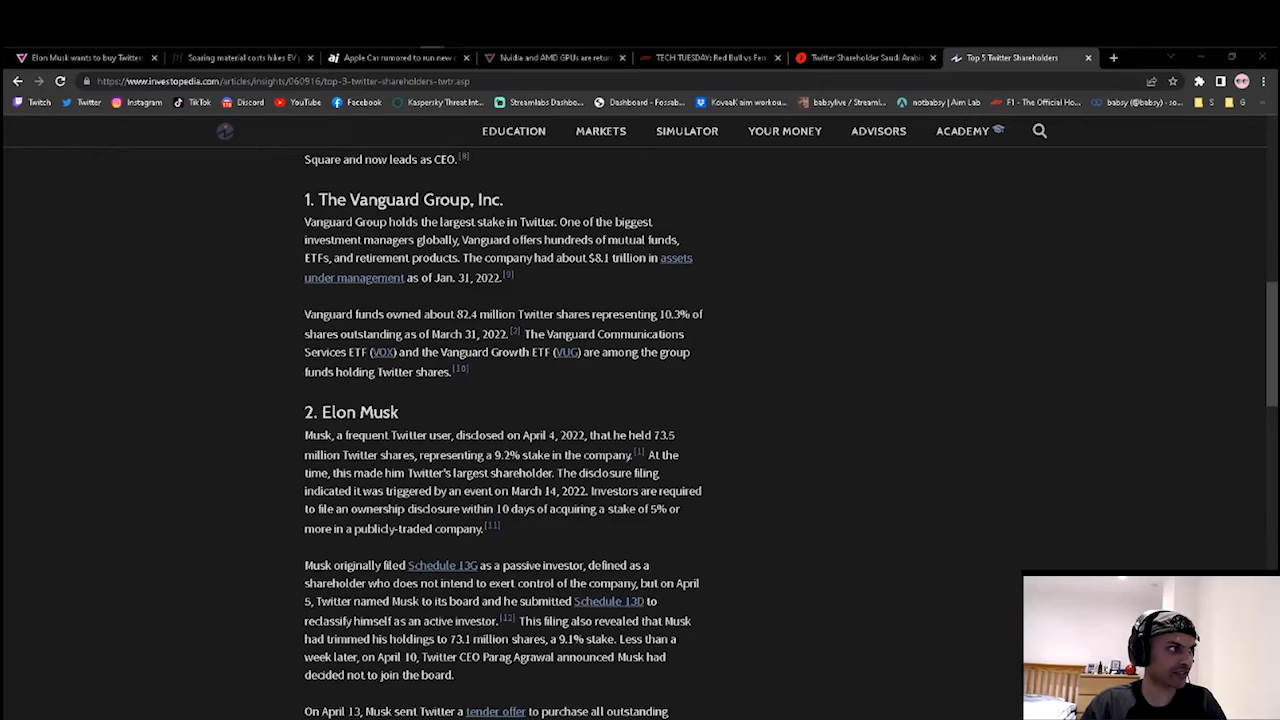 Elon Musk wants to buy Twitter:
Soaring material costs hikes EV
Apple Car rumored to run new
Nvidia and AMD GPUs are return
TECH TUESDAY: Red Bull vs Fer
Twitter Shareholder Saudi Arabi
Top 5 Twitter Shareholders
https://www.investopedia.com/articles/insights/060916/top-3-twitter-shareholders-twtr.asp
Twitch
Twitter
Instagram
TikTok
Discord
YouTube
Facebook
Kaspersky Threat Int...
Streamlabs Dashbo...
Dashboard - Fossab...
KovaaK aim workou...
babsylive / Streaml...
notbabsy | Aim Lab
F1 - The Official Ho...
babsy (@babsy) - so...
S
G
EDUCATION MARKETS SIMULATOR YOUR MONEY ADVISORS ACADEMY
Square and now leads as CEO. [8]
1. The Vanguard Group, Inc.
Vanguard Group holds the largest stake in Twitter. One of the biggest
investment managers globally, Vanguard offers hundreds of mutual funds,
ETFs, and retirement products. The company had about $8.1 trillion in assets
under management as of Jan. 31, 2022. [9]
Vanguard funds owned about 82.4 million Twitter shares representing 10.3% of
shares outstanding as of March 31, 2022. [2] The Vanguard Communications
Services ETF (VOX) and the Vanguard Growth ETF (VUG) are among the group
funds holding Twitter shares. [10]
2. Elon Musk
Musk, a frequent Twitter user, disclosed on April 4, 2022, that he held 73.5
million Twitter shares, representing a 9.2% stake in the company. [1] At the
time, this made him Twitter's largest shareholder. The disclosure filing
indicated it was triggered by an event on March 14, 2022. Investors are required
to file an ownership disclosure within 10 days of acquiring a stake of 5% or
more in a publicly-traded company. [11]
Musk originally filed Schedule 13G as a passive investor, defined as a
shareholder who does not intend to exert control of the company, but on April
5, Twitter named Musk to its board and he submitted Schedule 13D to
reclassify himself as an active investor. [12] This filing also revealed that Musk
had trimmed his holdings to 73.1 million shares, a 9.1% stake. Less than a
week later, on April 10, Twitter CEO Parag Agrawal announced Musk had
decided not to join the board.
On April 13, Musk sent Twitter a tender offer to purchase all outstanding